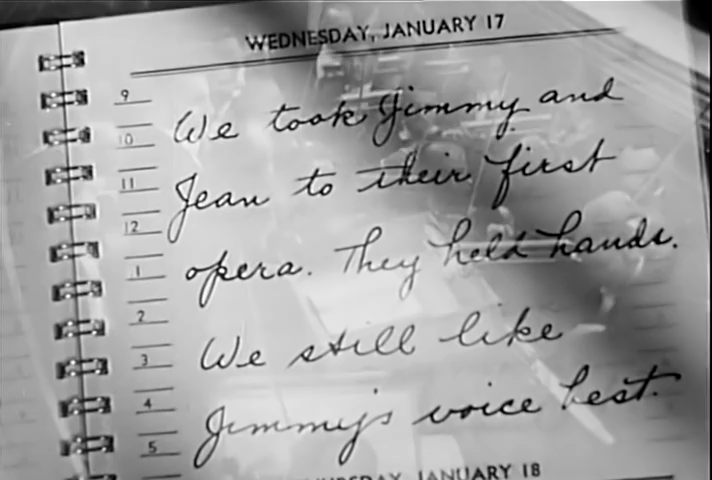 WEDNESDAY, JANUARY 17
9
10
11
12
1
2
3
4
5
We took Jimmy and
Jean to their first
opera. They held hands.
We still like
Jimmy's voice best.
JANUARY 18